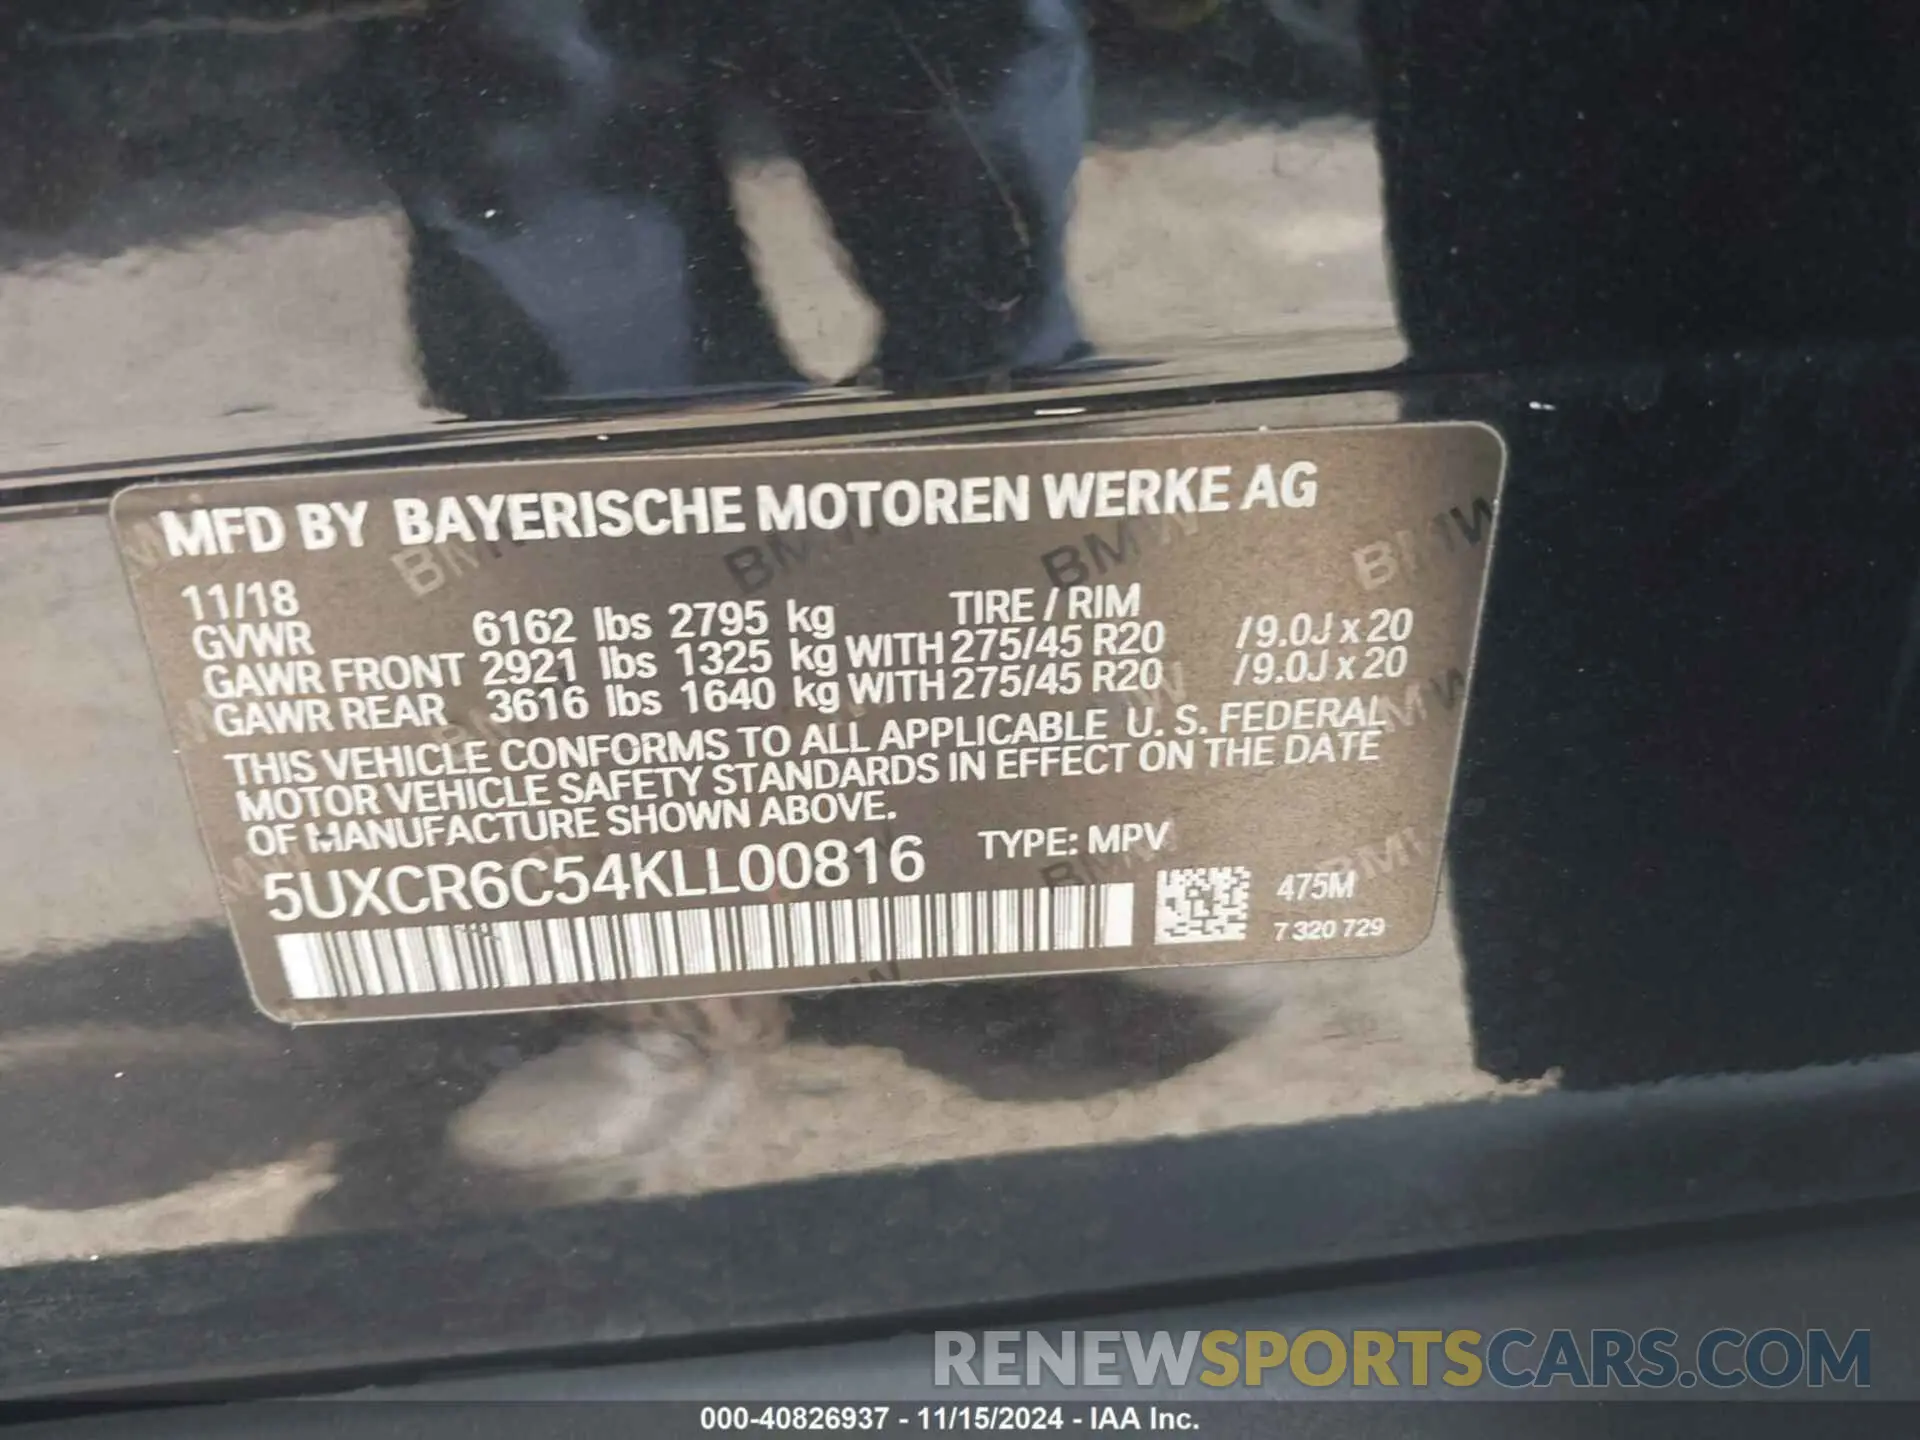 MFD BY BAYERISCHE MOTOREN WERKE AG
11/18 TIRE / RIM
GVWR 6162 lbs 2795 kg
GAWR FRONT 2921 lbs 1325 kg WITH 275/45 R20 /9.0J x 20
GAWR REAR 3616 lbs 1640 kg WITH 275/45 R20 /9.0J x 20
THIS VEHICLE CONFORMS TO ALL APPLICABLE U. S. FEDERAL
MOTOR VEHICLE SAFETY STANDARDS IN EFFECT ON THE DATE
OF MANUFACTURE SHOWN ABOVE.
5UXCR6C54KLL00816 TYPE: MPV
475M
7 320 729
RENEWSPORTSCARS.COM
000-40826937 - 11/15/2024 - IAA Inc.